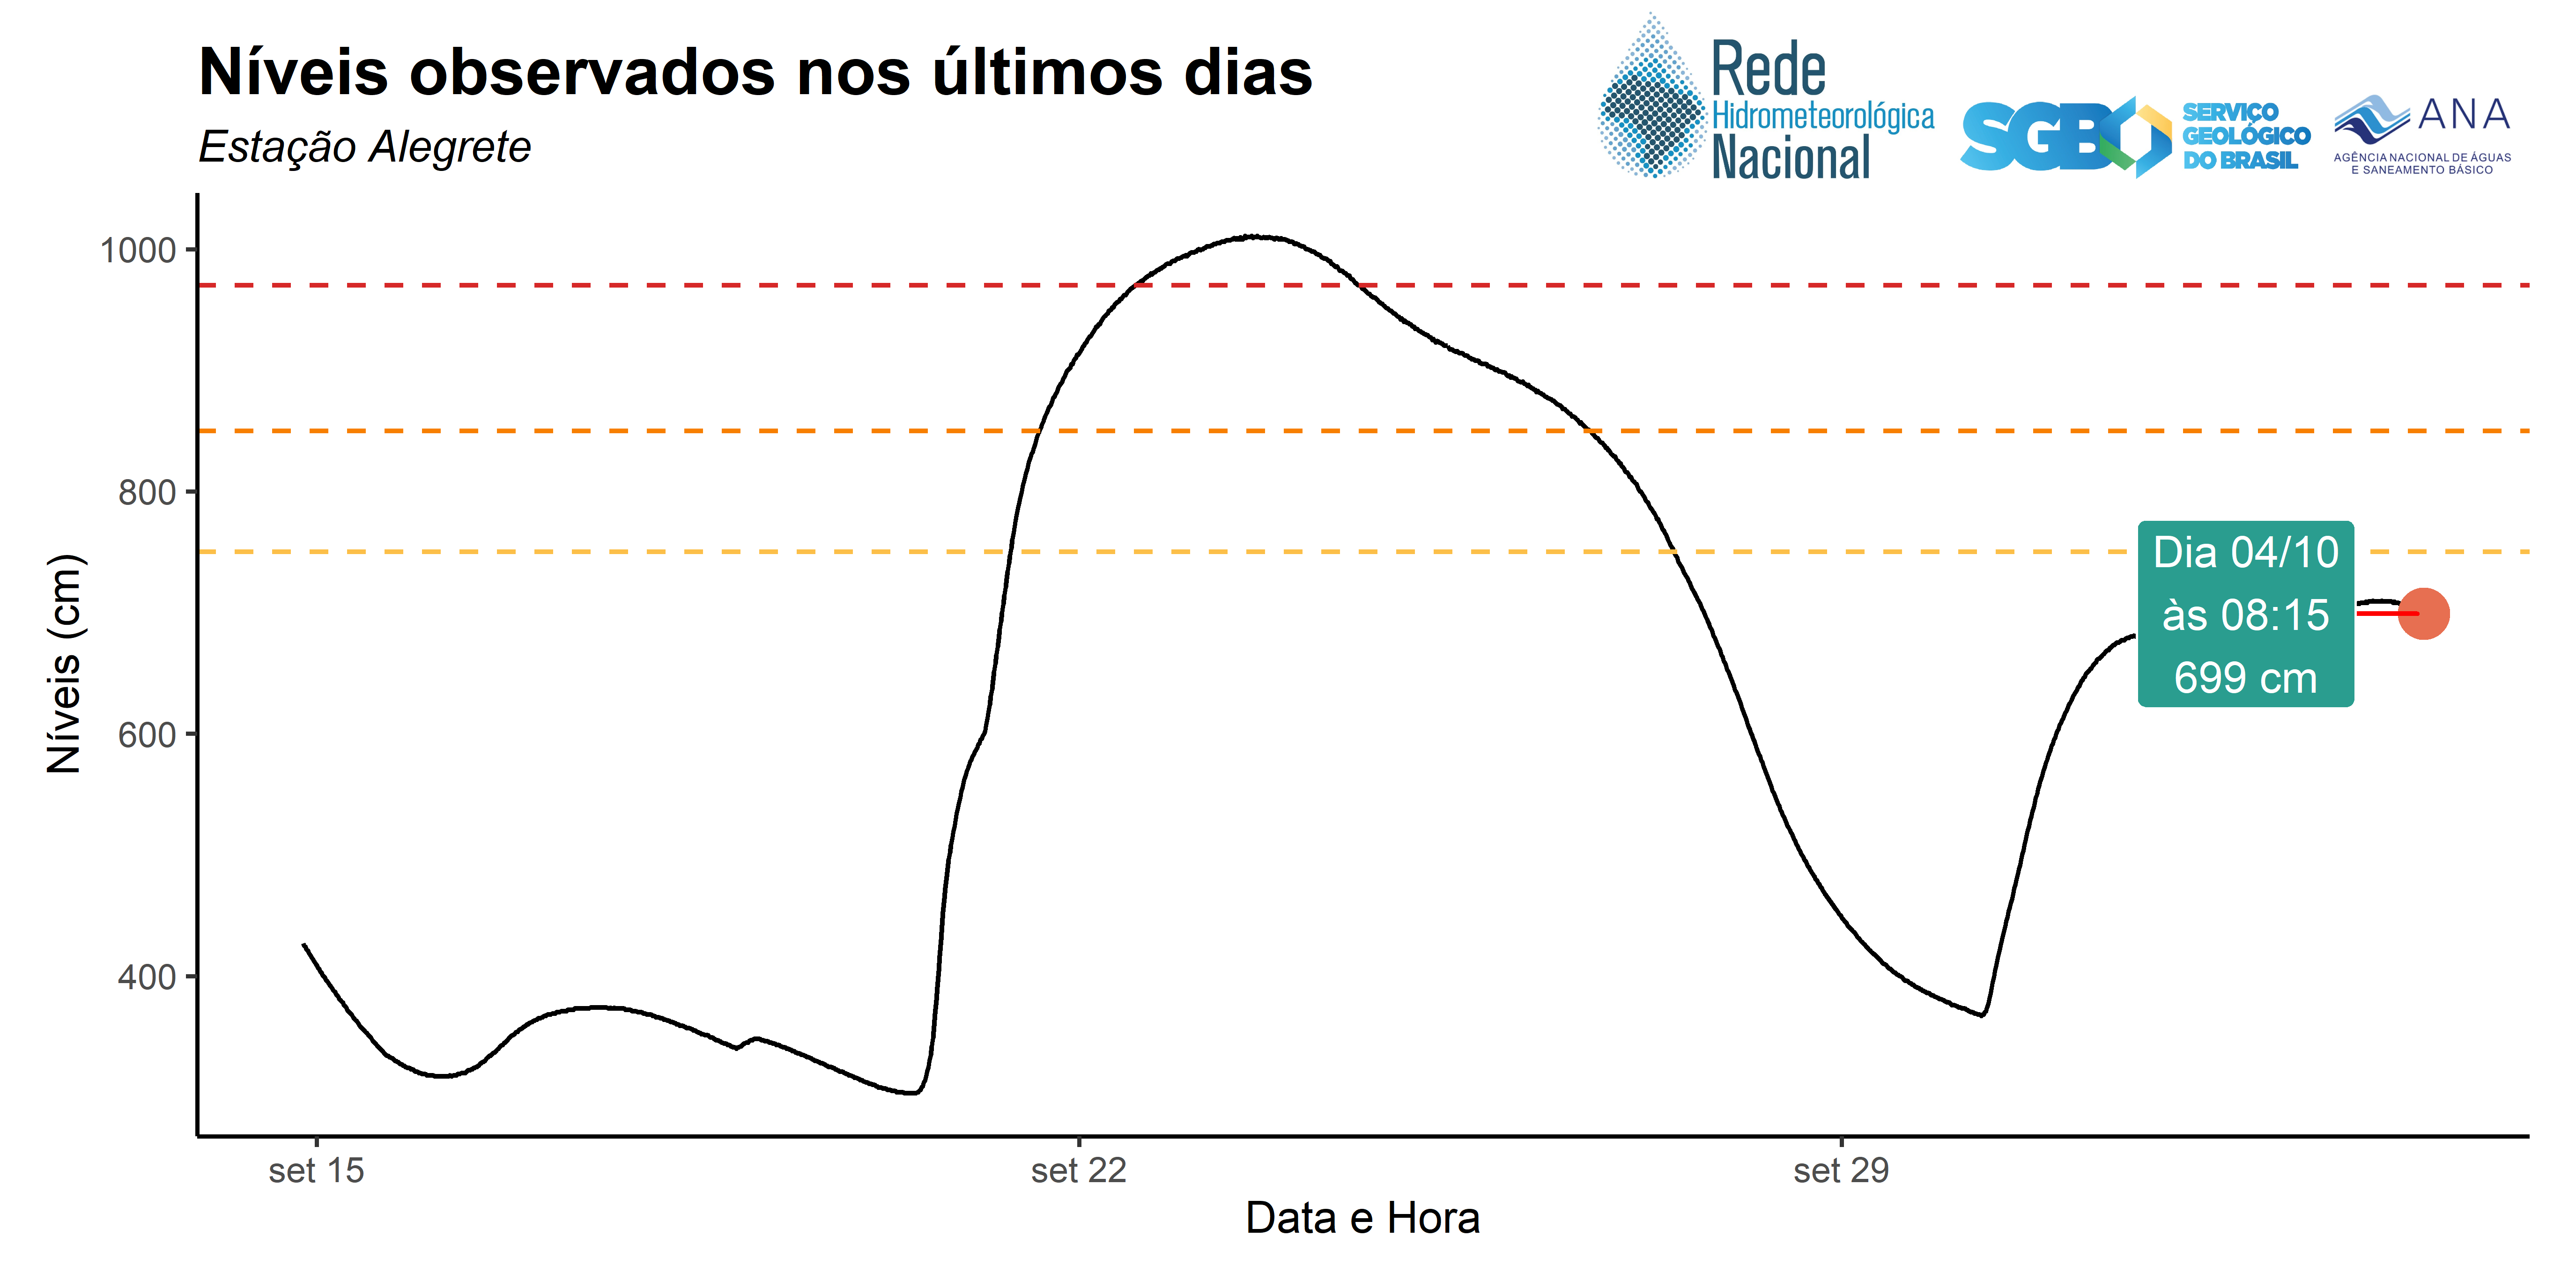 Níveis observados nos últimos dias
Estação Alegrete
Rede
Hidrometeorológica
Nacional
SGB
SERVIÇO
GEOLÓGICO
DO BRASIL
ANA
AGÊNCIA NACIONAL DE ÁGUAS
E SANEAMENTO BÁSICO
Níveis (cm)
1000
800
600
400
Dia 04/10
às 08:15
699 cm
set 15
set 22
set 29
Data e Hora